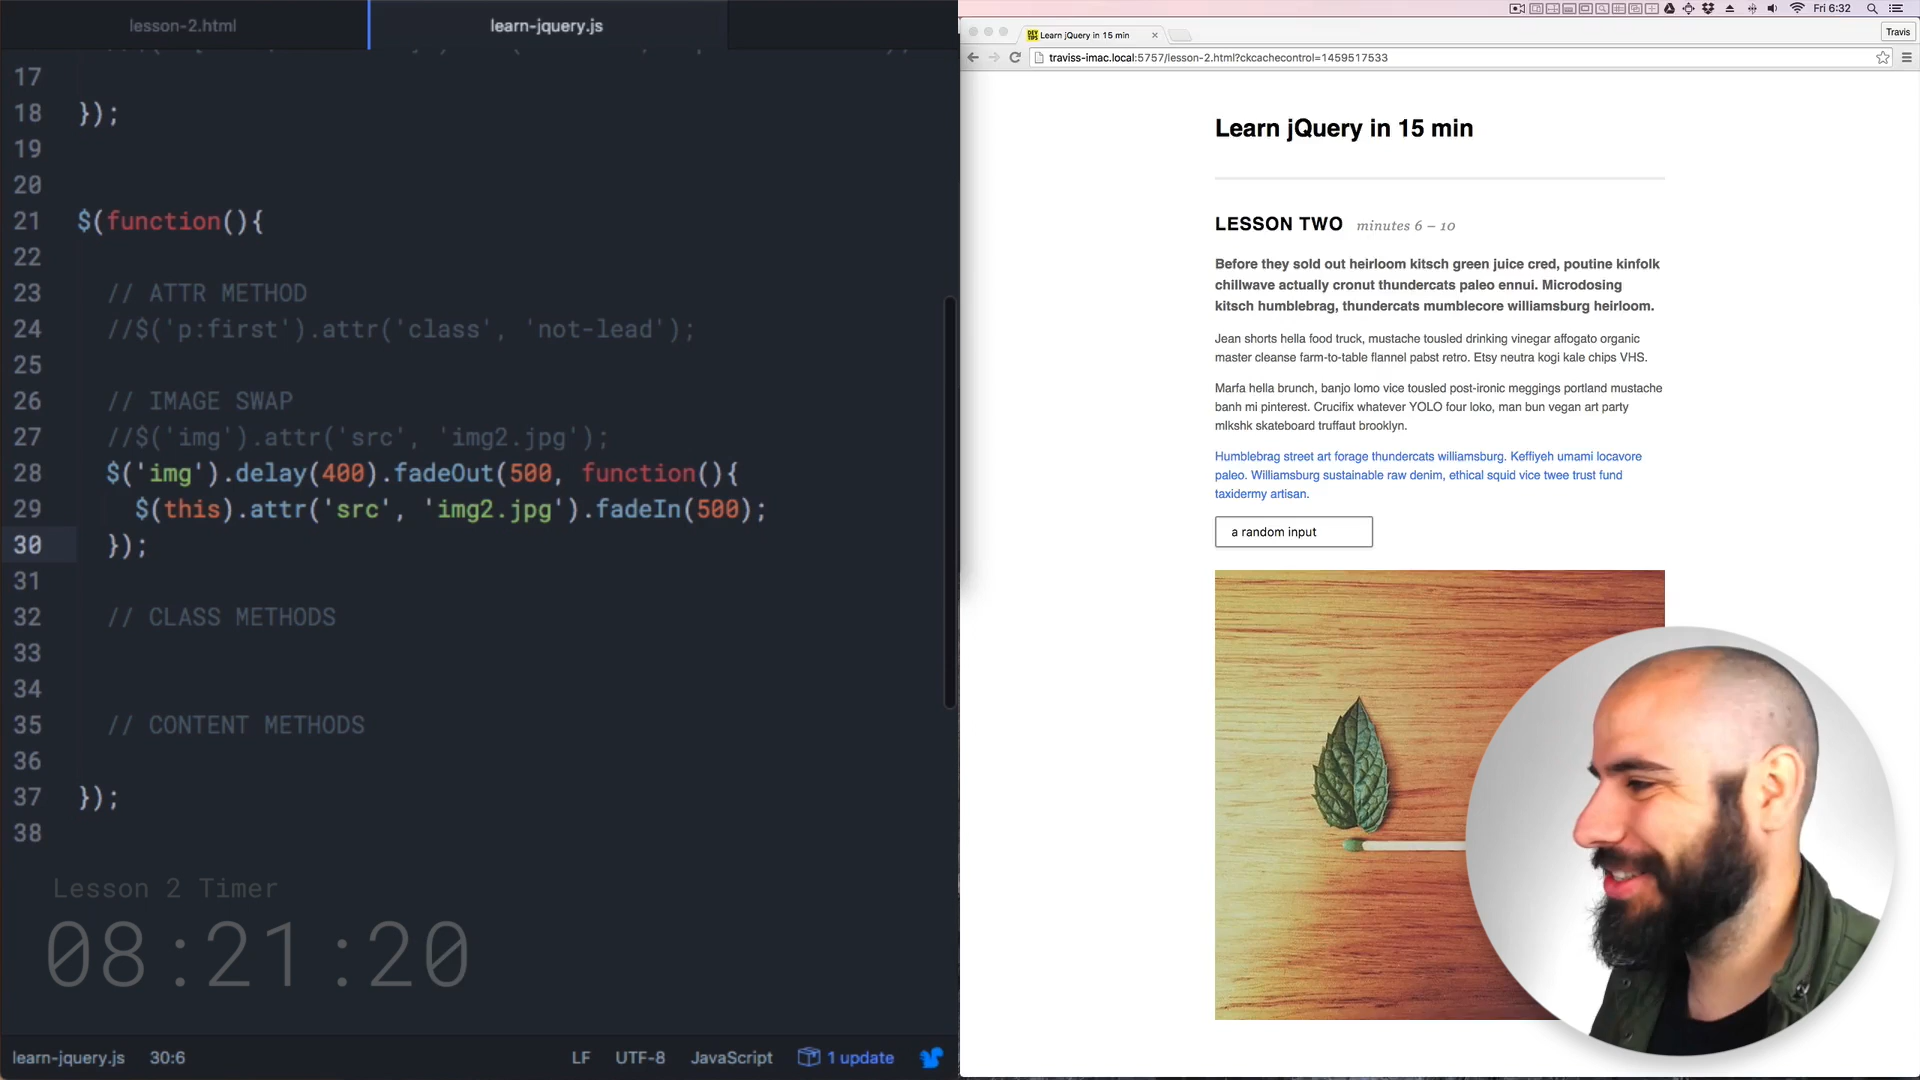 lesson-2.html
learn-jquery.js
17
18 });
19
20
21 $(function(){
22
23 // ATTR METHOD
24 //$('p:first').attr('class', 'not-lead');
25
26 // IMAGE SWAP
27 //$('img').attr('src', 'img2.jpg');
28 $('img').delay(400).fadeOut(500, function(){
29 $(this).attr('src', 'img2.jpg').fadeIn(500);
30 });
31
32 // CLASS METHODS
33
34
35 // CONTENT METHODS
36
37 });
38
Lesson 2 Timer
08:21:20
learn-jquery.js 30:6 LF UTF-8 JavaScript 1 update
Fri 6:32
DEV TIPS Learn jQuery in 15 min
Travis
traviss-imac.local:5757/lesson-2.html?ckcachecontrol=1459517533
Learn jQuery in 15 min
LESSON TWO minutes 6 – 10
Before they sold out heirloom kitsch green juice cred, poutine kinfolk
chillwave actually cronut thundercats paleo ennui. Microdosing
kitsch humblebrag, thundercats mumblecore williamsburg heirloom.
Jean shorts hella food truck, mustache tousled drinking vinegar affogato organic
master cleanse farm-to-table flannel pabst retro. Etsy neutra kogi kale chips VHS.
Marfa hella brunch, banjo lomo vice tousled post-ironic meggings portland mustache
banh mi pinterest. Crucifix whatever YOLO four loko, man bun vegan art party
mlkshk skateboard truffaut brooklyn.
Humblebrag street art forage thundercats williamsburg. Keffiyeh umami locavore
paleo. Williamsburg sustainable raw denim, ethical squid vice twee trust fund
taxidermy artisan.
a random input